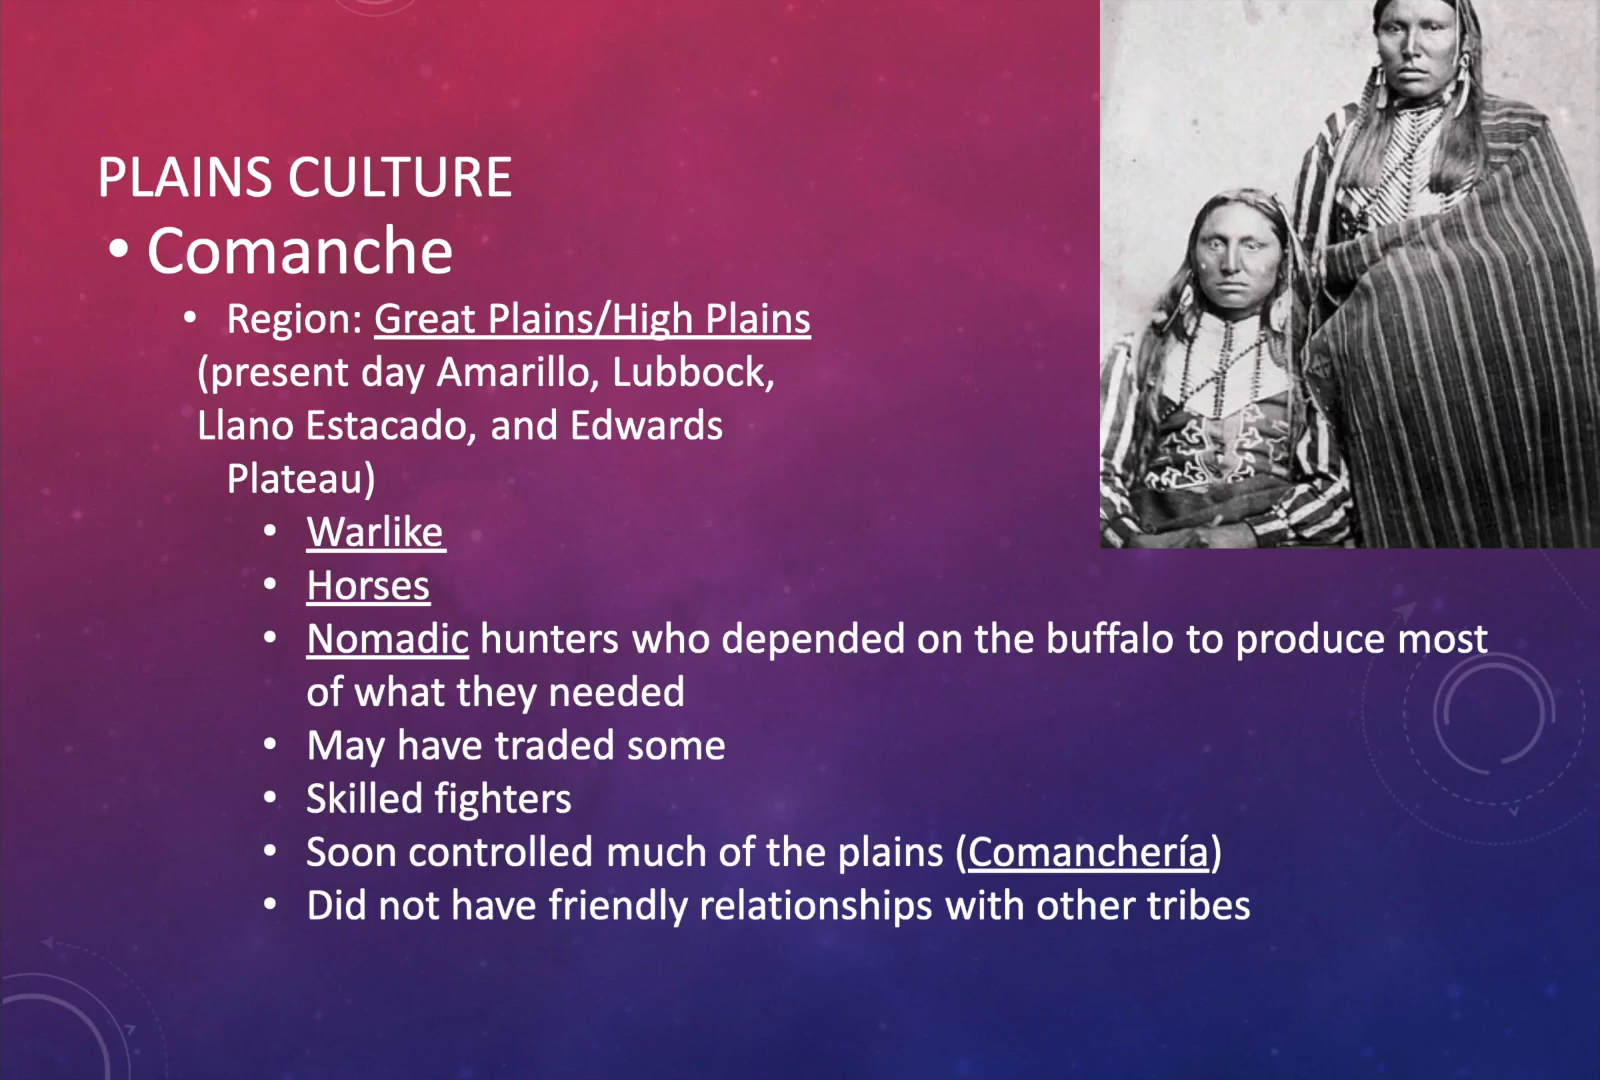 PLAINS CULTURE
• Comanche
• Region: Great Plains/High Plains
(present day Amarillo, Lubbock,
Llano Estacado, and Edwards
Plateau)
• Warlike
• Horses
• Nomadic hunters who depended on the buffalo to produce most
of what they needed
• May have traded some
• Skilled fighters
• Soon controlled much of the plains (Comanchería)
• Did not have friendly relationships with other tribes